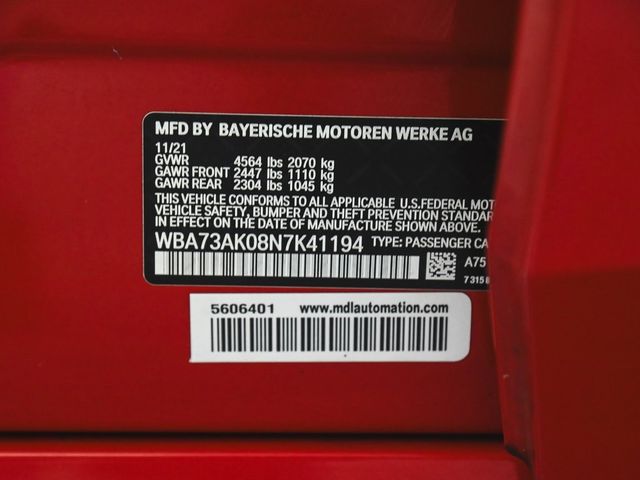 MFD BY BAYERISCHE MOTOREN WERKE AG
11/21
GVWR 4564 lbs 2070 kg
GAWR FRONT 2447 lbs 1110 kg
GAWR REAR 2304 lbs 1045 kg
THIS VEHICLE CONFORMS TO ALL APPLICABLE U.S.FEDERAL MOT
VEHICLE SAFETY, BUMPER AND THEFT PREVENTION STANDARD
IN EFFECT ON THE DATE OF MANUFACTURE SHOWN ABOVE.
WBA73AK08N7K41194 TYPE: PASSENGER CA
A75
73158
5606401 www.mdlautomation.com